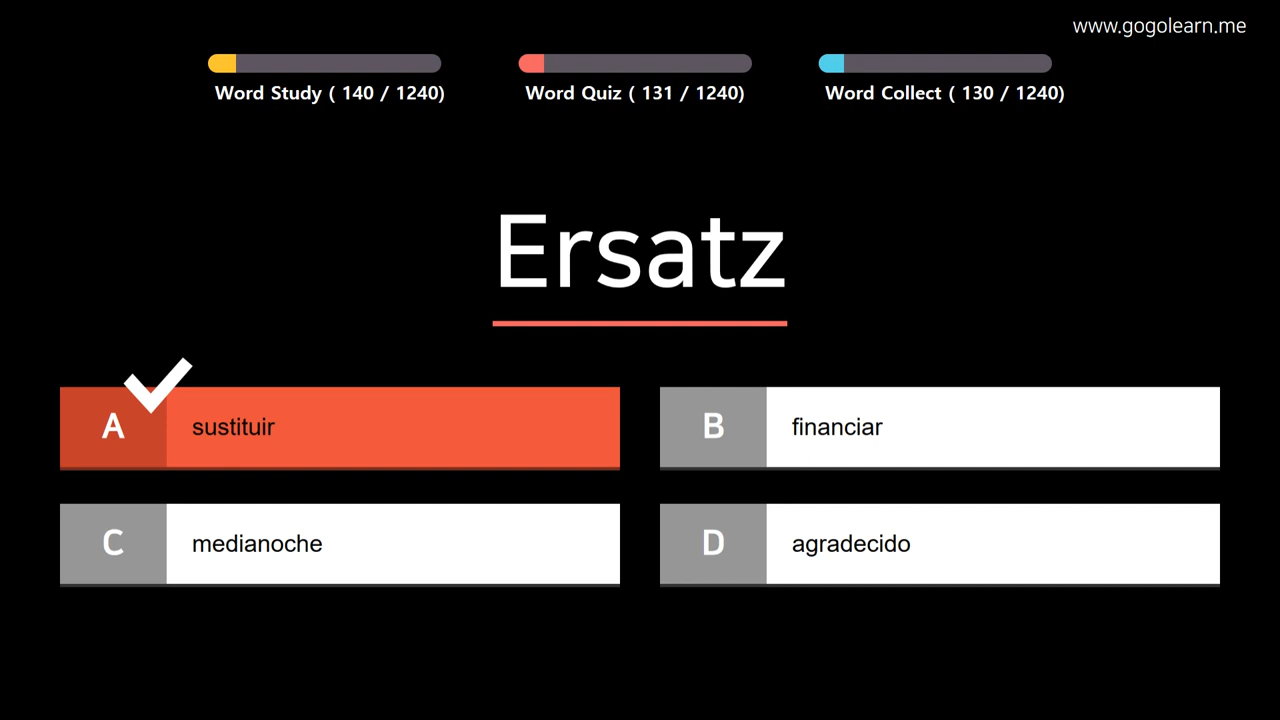 www.gogolearn.me
Word Study ( 140 / 1240)
Word Quiz ( 131 / 1240)
Word Collect ( 130 / 1240)
Ersatz
A sustituir
B financiar
C medianoche
D agradecido